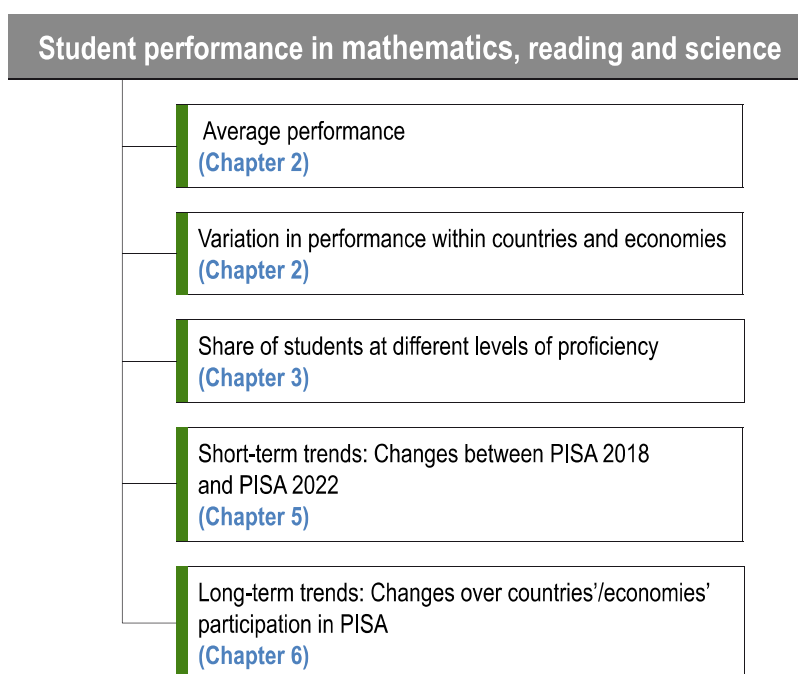 Student performance in mathematics, reading and science
Average performance
(Chapter 2)
Variation in performance within countries and economies
(Chapter 2)
Share of students at different levels of proficiency
(Chapter 3)
Short-term trends: Changes between PISA 2018
and PISA 2022
(Chapter 5)
Long-term trends: Changes over countries’/economies’
participation in PISA
(Chapter 6)